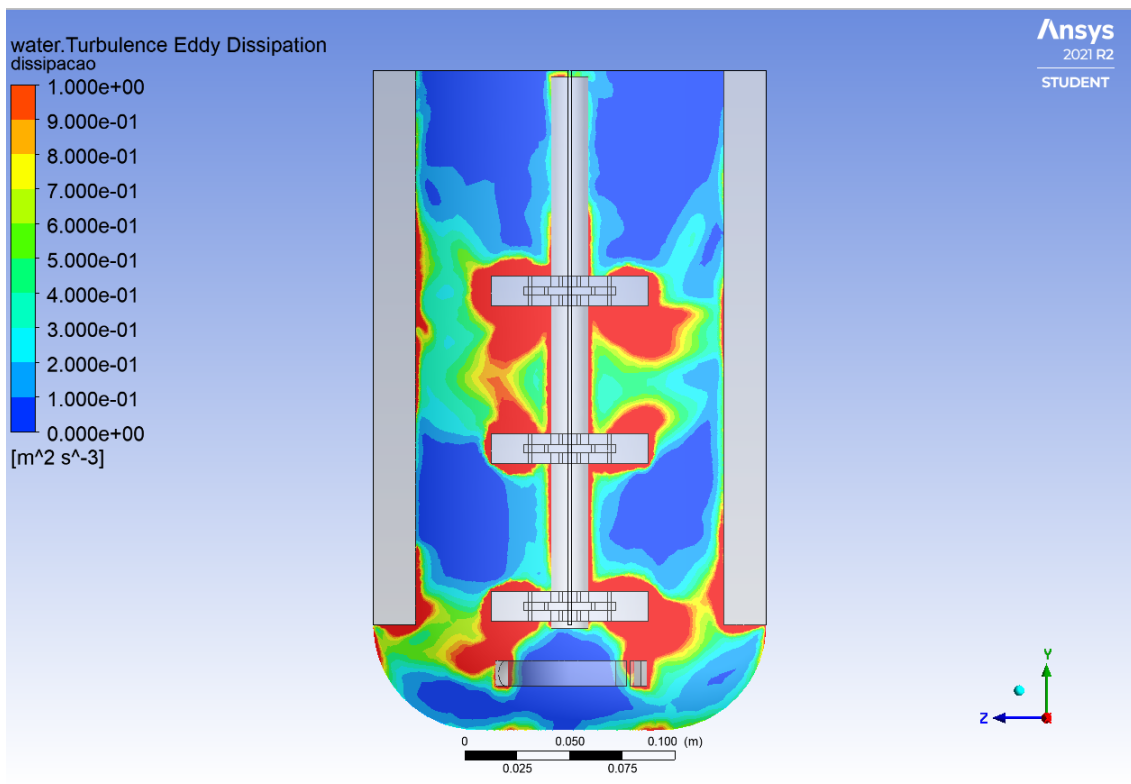 water.Turbulence Eddy Dissipation
dissipacao
1.000e+00
9.000e-01
8.000e-01
7.000e-01
6.000e-01
5.000e-01
4.000e-01
3.000e-01
2.000e-01
1.000e-01
0.000e+00
[m^2 s^-3]
Ansys
2021 R2
STUDENT
Y
Z
0 0.050 0.100 (m)
0.025 0.075